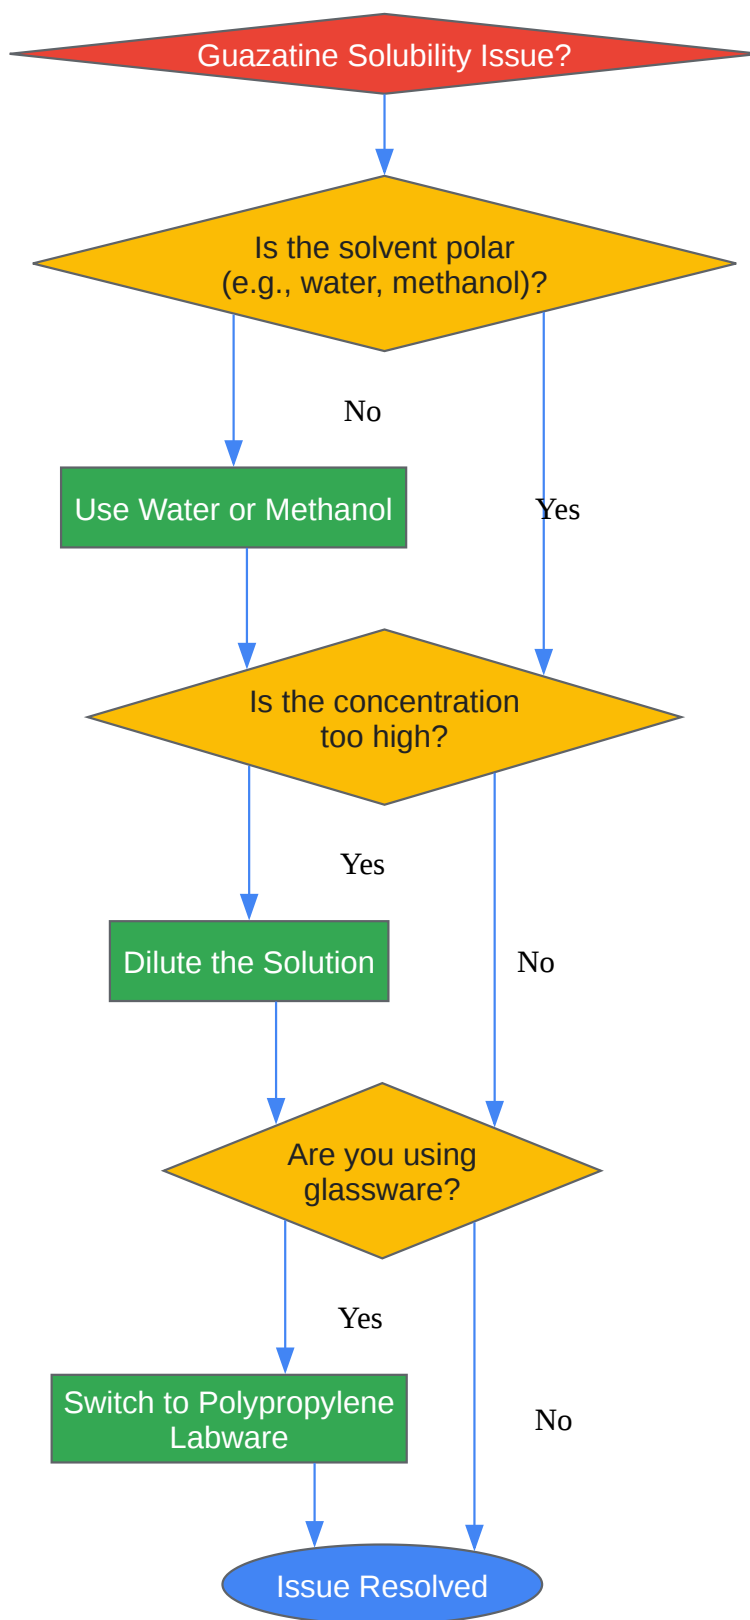 Guazatine Solubility Issue?
Is the solvent polar
(e.g., water, methanol)?
No
Use Water or Methanol
Yes
Is the concentration
too high?
Yes
Dilute the Solution
No
Are you using
glassware?
Yes
Switch to Polypropylene
Labware
No
Issue Resolved